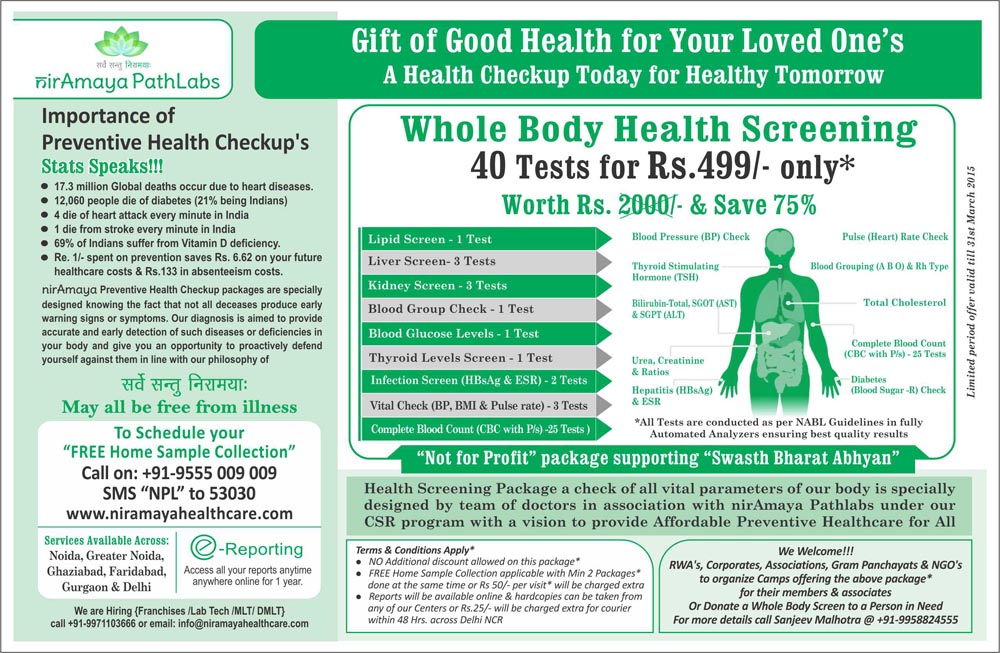 सर्वे सन्तु निरामयाः
nirAmaya PathLabs
Gift of Good Health for Your Loved One's
A Health Checkup Today for Healthy Tomorrow
Importance of
Preventive Health Checkup's
Stats Speaks!!!
● 17.3 million Global deaths occur due to heart diseases.
● 12,060 people die of diabetes (21% being Indians)
● 4 die of heart attack every minute in India
● 1 die from stroke every minute in India
● 69% of Indians suffer from Vitamin D deficiency.
● Re. 1/- spent on prevention saves Rs. 6.62 on your future
healthcare costs & Rs.133 in absenteeism costs.
nirAmaya Preventive Health Checkup packages are specially
designed knowing the fact that not all deceases produce early
warning signs or symptoms. Our diagnosis is aimed to provide
accurate and early detection of such diseases or deficiencies in
your body and give you an opportunity to proactively defend
yourself against them in line with our philosophy of
सर्वे सन्तु निरामयाः
May all be free from illness
To Schedule your
"FREE Home Sample Collection"
Call on: +91-9555 009 009
SMS "NPL" to 53030
www.niramayahealthcare.com
Services Available Across:
Noida, Greater Noida,
Ghaziabad, Faridabad,
Gurgaon & Delhi
e-Reporting
Access all your reports anytime
anywhere online for 1 year.
We are Hiring {Franchises /Lab Tech /MLT/ DMLT}
call +91-9971103666 or email: info@niramayahealthcare.com
Whole Body Health Screening
40 Tests for Rs.499/- only*
Worth Rs. 2000/- & Save 75%
Lipid Screen - 1 Test
Liver Screen- 3 Tests
Kidney Screen - 3 Tests
Blood Group Check - 1 Test
Blood Glucose Levels - 1 Test
Thyroid Levels Screen - 1 Test
Infection Screen (HBsAg & ESR) - 2 Tests
Vital Check (BP, BMI & Pulse rate) - 3 Tests
Complete Blood Count (CBC with P/s) -25 Tests )
Blood Pressure (BP) Check
Thyroid Stimulating
Hormone (TSH)
Bilirubin-Total, SGOT (AST)
& SGPT (ALT)
Urea, Creatinine
& Ratios
Hepatitis (HBsAg)
& ESR
Pulse (Heart) Rate Check
Blood Grouping (A B O) & Rh Type
Total Cholesterol
Complete Blood Count
(CBC with P/s) - 25 Tests
Diabetes
(Blood Sugar -R) Check
*All Tests are conducted as per NABL Guidelines in fully
Automated Analyzers ensuring best quality results
Limited period offer valid till 31st March 2015
"Not for Profit" package supporting "Swasth Bharat Abhyan"
Health Screening Package a check of all vital parameters of our body is specially
designed by team of doctors in association with nirAmaya Pathlabs under our
CSR program with a vision to provide Affordable Preventive Healthcare for All
Terms & Conditions Apply*
● NO Additional discount allowed on this package*
● FREE Home Sample Collection applicable with Min 2 Packages*
done at the same time or Rs 50/- per visit* will be charged extra
● Reports will be available online & hardcopies can be taken from
any of our Centers or Rs.25/- will be charged extra for courier
within 48 Hrs. across Delhi NCR
We Welcome!!!
RWA's, Corporates, Associations, Gram Panchayats & NGO's
to organize Camps offering the above package*
for their members & associates
Or Donate a Whole Body Screen to a Person in Need
For more details call Sanjeev Malhotra @ +91-9958824555